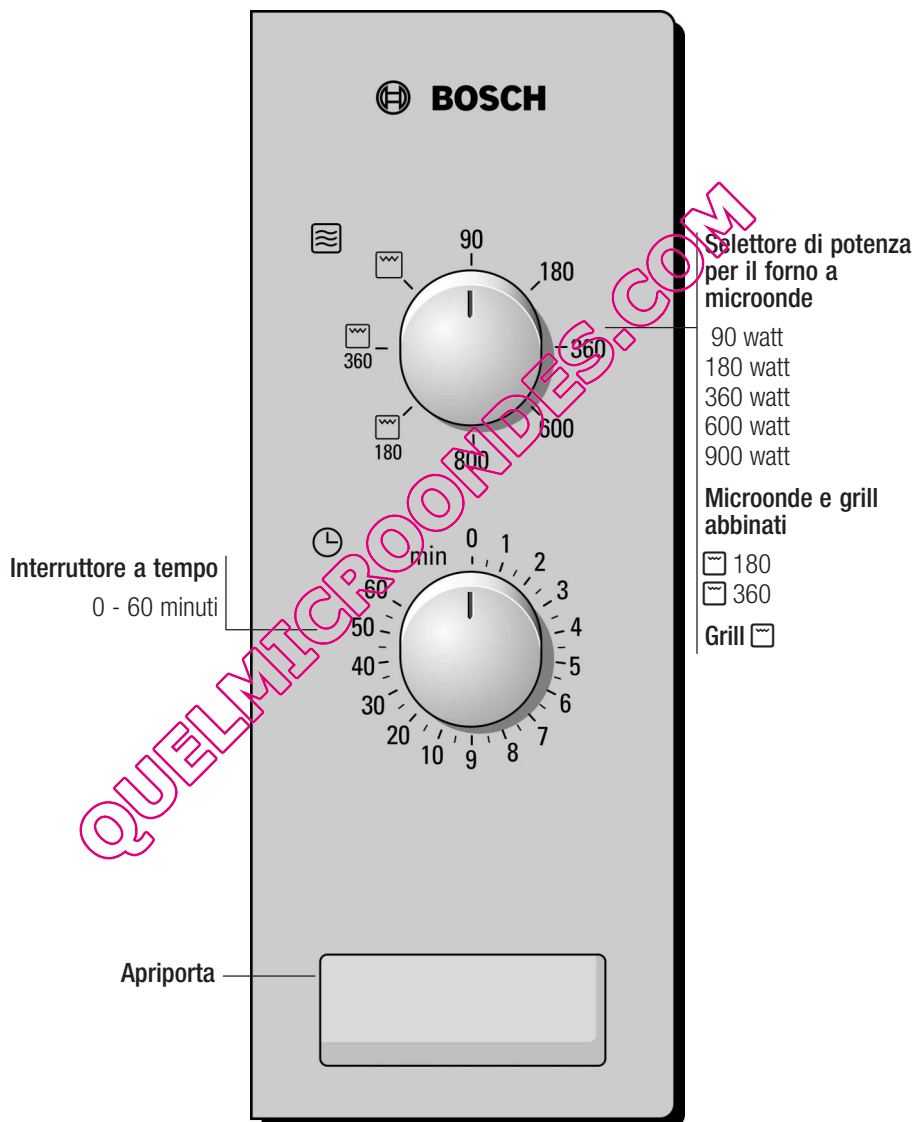 BOSCH
90
180
360
600
800
180
360
Selettore di potenza
per il forno a
microonde
90 watt
180 watt
360 watt
600 watt
900 watt
Microonde e grill
abbinati
180
360
Grill
Interruttore a tempo
0 - 60 minuti
min
0
1
2
3
4
5
6
7
8
9
10
20
30
40
50
60
Apriporta
QUELMICROONDES.COM